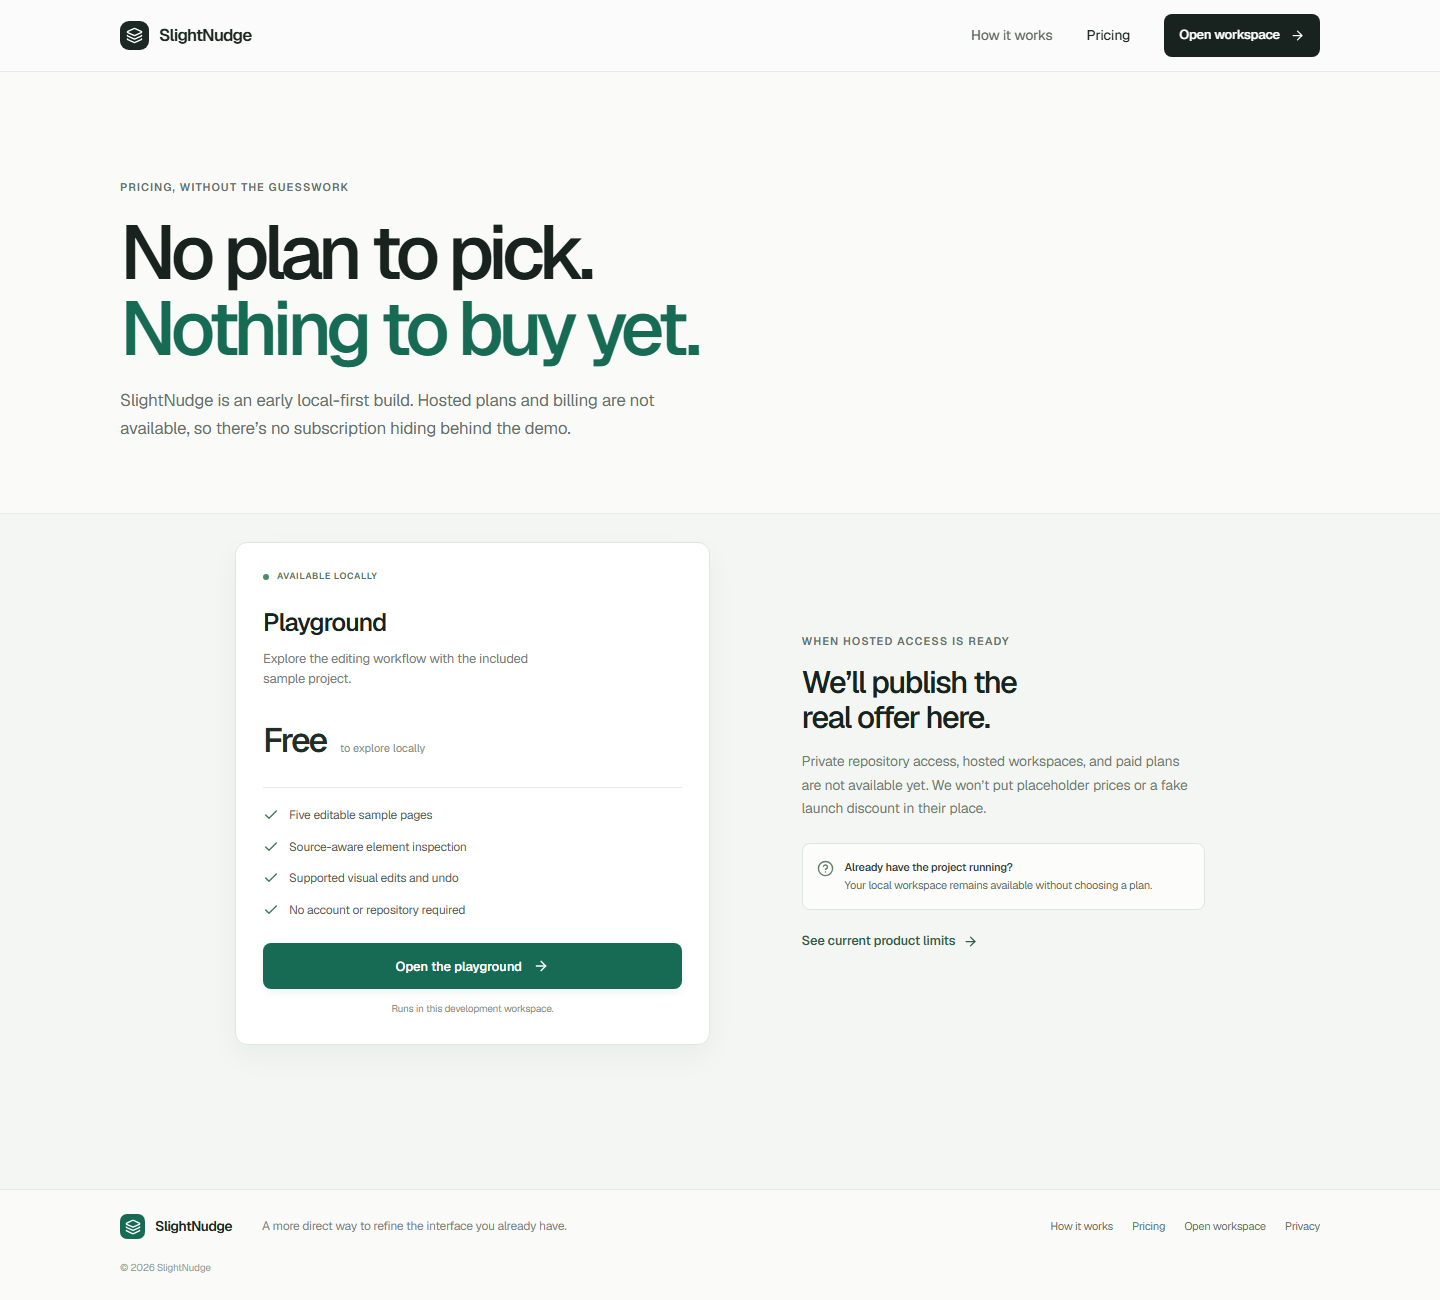 SlightNudge
How it works
Pricing
Open workspace
PRICING, WITHOUT THE GUESSWORK
No plan to pick.
Nothing to buy yet.
SlightNudge is an early local-first build. Hosted plans and billing are not
available, so there’s no subscription hiding behind the demo.
AVAILABLE LOCALLY
Playground
Explore the editing workflow with the included
sample project.
Free to explore locally
Five editable sample pages
Source-aware element inspection
Supported visual edits and undo
No account or repository required
Open the playground
Runs in this development workspace.
WHEN HOSTED ACCESS IS READY
We’ll publish the
real offer here.
Private repository access, hosted workspaces, and paid plans
are not available yet. We won’t put placeholder prices or a fake
launch discount in their place.
Already have the project running?
Your local workspace remains available without choosing a plan.
See current product limits
SlightNudge
A more direct way to refine the interface you already have.
How it works
Pricing
Open workspace
Privacy
© 2026 SlightNudge